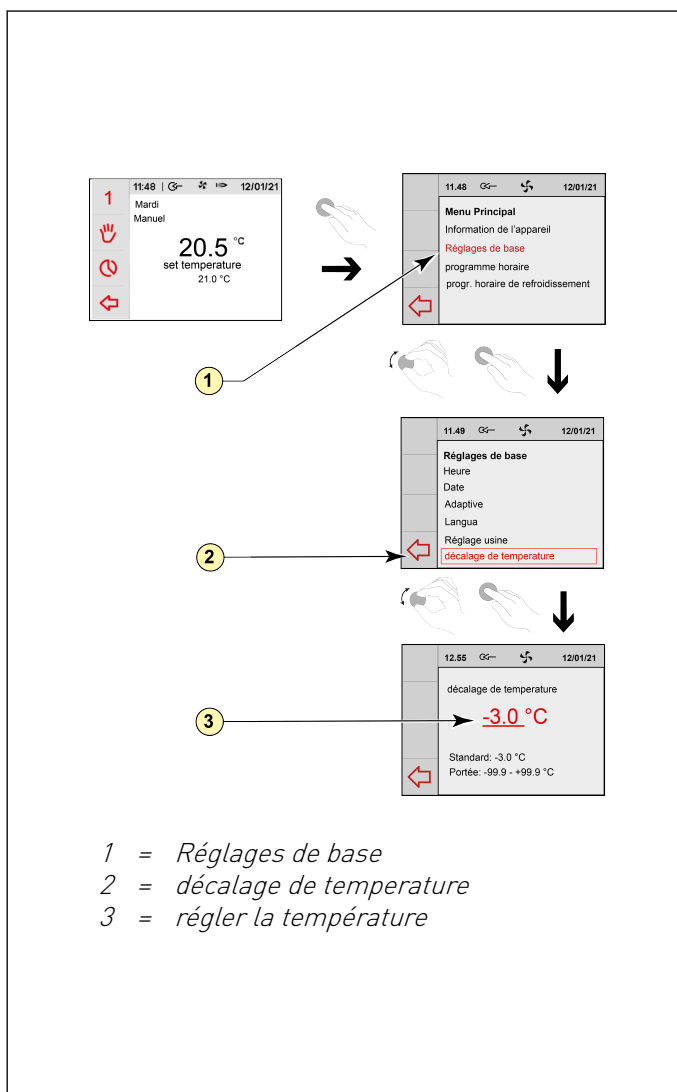 11:48 | 12/01/21
1
Mardi
Manuel
20.5 °C
set temperature
21.0 °C
11.48 12/01/21
Menu Principal
Information de l'appareil
Réglages de base
programme horaire
progr. horaire de refroidissement
1
11.49 12/01/21
Réglages de base
Heure
Date
Adaptive
Langua
Réglage usine
décalage de temperature
2
12.55 12/01/21
décalage de temperature
-3.0 °C
3
Standard: -3.0 °C
Portée: -99.9 - +99.9 °C
1 = Réglages de base
2 = décalage de temperature
3 = régler la température